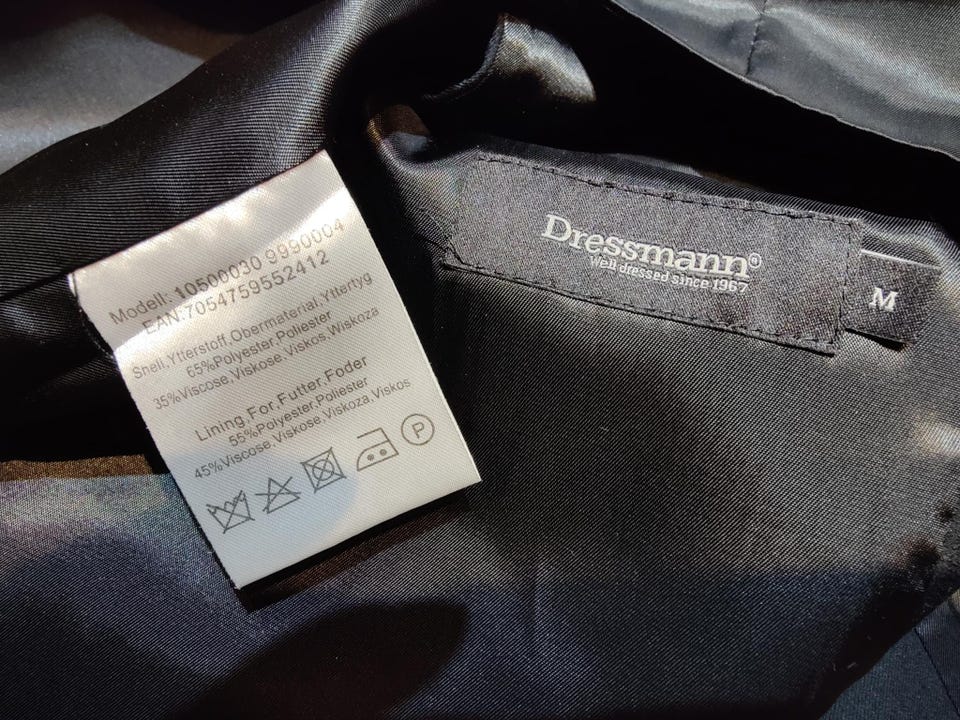 Modell: 10500030 9990004
EAN:7054759552412
Snell,Ytterstoff,Obermaterial,Yttertyg
65%Polyester,Poliester
35%Viscose,Viskose,Viskos,Wiskoza
Lining,For,Futter,Foder
55%Polyester,Poliester
45%Viscose,Viskose,Viskoza,Viskos
P
Dressmann®
Well dressed since 1967
M